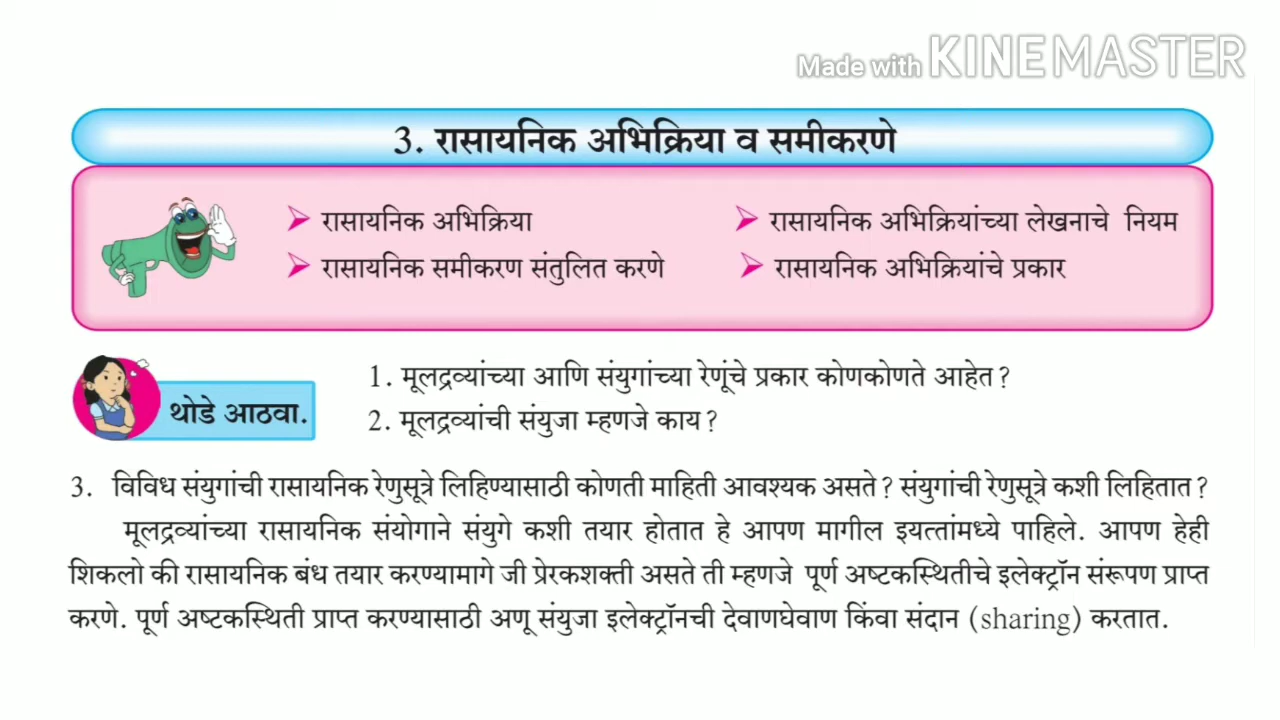 Made with KINEMASTER
3. रासायनिक अभिक्रिया व समीकरणे
➢ रासायनिक अभिक्रिया
➢ रासायनिक अभिक्रियांच्या लेखनाचे नियम
➢ रासायनिक समीकरण संतुलित करणे
➢ रासायनिक अभिक्रियांचे प्रकार
थोडे आठवा.
1. मूलद्रव्यांच्या आणि संयुगांच्या रेणूंचे प्रकार कोणकोणते आहेत ?
2. मूलद्रव्यांची संयुजा म्हणजे काय ?
3. विविध संयुगांची रासायनिक रेणुसूत्रे लिहिण्यासाठी कोणती माहिती आवश्यक असते ? संयुगांची रेणुसूत्रे कशी लिहितात ?
मूलद्रव्यांच्या रासायनिक संयोगाने संयुगे कशी तयार होतात हे आपण मागील इयत्तांमध्ये पाहिले. आपण हेही
शिकलो की रासायनिक बंध तयार करण्यामागे जी प्रेरकशक्ती असते ती म्हणजे पूर्ण अष्टकस्थितीचे इलेक्ट्रॉन संरूपण प्राप्त
करणे. पूर्ण अष्टकस्थिती प्राप्त करण्यासाठी अणू संयुजा इलेक्ट्रॉनची देवाणघेवाण किंवा संदान (sharing) करतात.